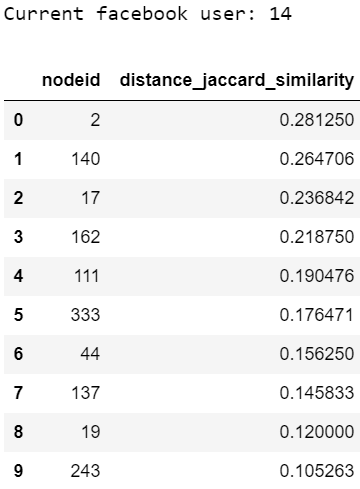 Current facebook user: 14
nodeid distance_jaccard_similarity
0 2 0.281250
1 140 0.264706
2 17 0.236842
3 162 0.218750
4 111 0.190476
5 333 0.176471
6 44 0.156250
7 137 0.145833
8 19 0.120000
9 243 0.105263